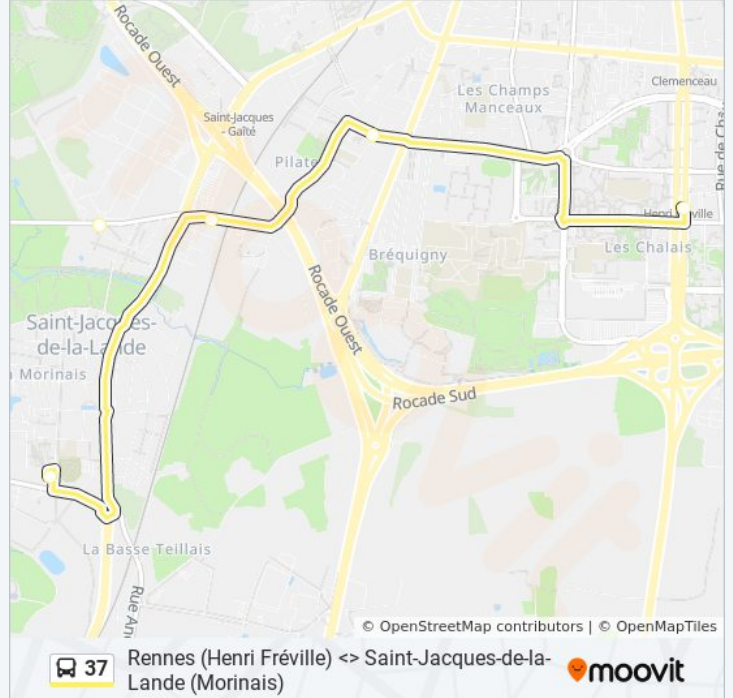 Rocade Ouest
Clemenceau
Les Champs
Manceaux
Saint-Jacques
- Gaîté
Pilate
Rue de Cha
Henri ville
Les Chalais
Bréquigny
Rocade Ouest
Saint-Jacques-
de-la-Lande
Morinais
Rocade Sud
La Basse Teillais
Rue An
© OpenStreetMap contributors | © OpenMapTiles
37
Rennes (Henri Fréville) <> Saint-Jacques-de-la-
Lande (Morinais)
moovit